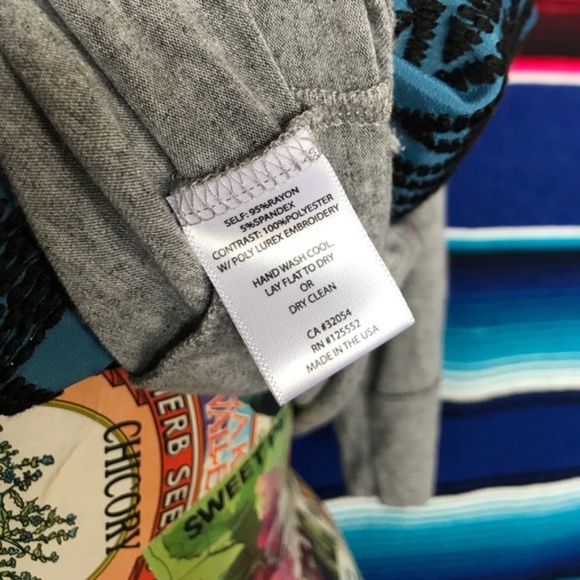 SELF: 95%RAYON
5%SPANDEX
CONTRAST: 100%POLYESTER
W/ POLY LUREX EMBROIDERY
HAND WASH COOL,
LAY FLAT TO DRY
OR
DRY CLEAN
CA #32054
RN #125552
MADE IN THE USA
CHICORY
HERB SEE
SWEET